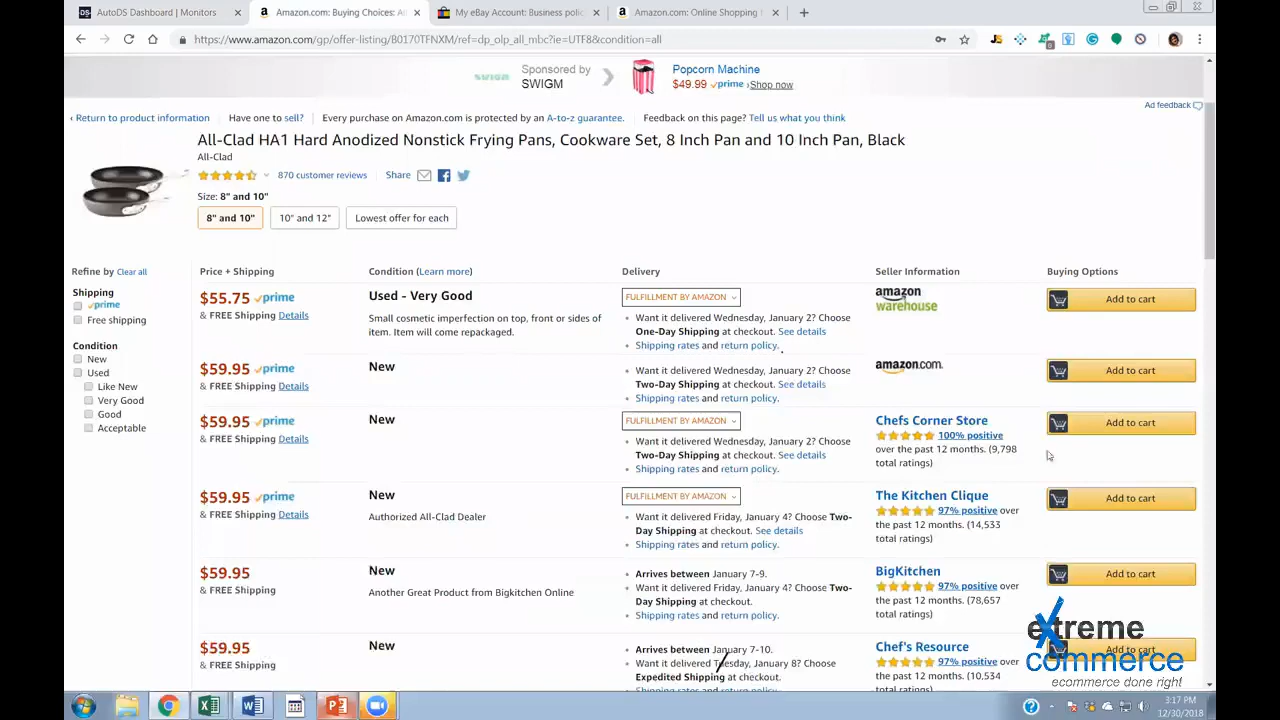 AutoDS Dashboard | Monitors
Amazon.com: Buying Choices: Al
My eBay Account: Business polic
Amazon.com: Online Shopping
https://www.amazon.com/gp/offer-listing/B0170TFNXM/ref=dp_olp_all_mbc?ie=UTF8&condition=all
SWIGM
Sponsored by
SWIGM
Popcorn Machine
$49.99 prime ›Shop now
Ad feedback
‹ Return to product information
Have one to sell?
Every purchase on Amazon.com is protected by an A-to-z guarantee.
Feedback on this page? Tell us what you think
All-Clad HA1 Hard Anodized Nonstick Frying Pans, Cookware Set, 8 Inch Pan and 10 Inch Pan, Black
All-Clad
870 customer reviews
Share
Size: 8" and 10"
8" and 10"
10" and 12"
Lowest offer for each
Refine by Clear all
Shipping
prime
Free shipping
Condition
New
Used
Like New
Very Good
Good
Acceptable
Price + Shipping
Condition (Learn more)
Delivery
Seller Information
Buying Options
$55.75 prime
& FREE Shipping Details
Used - Very Good
Small cosmetic imperfection on top, front or sides of
item. Item will come repackaged.
FULFILLMENT BY AMAZON
• Want it delivered Wednesday, January 2? Choose
One-Day Shipping at checkout. See details
• Shipping rates and return policy.
amazon
warehouse
Add to cart
$59.95 prime
& FREE Shipping Details
New
• Want it delivered Wednesday, January 2? Choose
Two-Day Shipping at checkout. See details
• Shipping rates and return policy.
amazon.com.
Add to cart
$59.95 prime
& FREE Shipping Details
New
FULFILLMENT BY AMAZON
• Want it delivered Wednesday, January 2? Choose
Two-Day Shipping at checkout. See details
• Shipping rates and return policy.
Chefs Corner Store
100% positive
over the past 12 months. (9,798
total ratings)
Add to cart
$59.95 prime
& FREE Shipping Details
New
Authorized All-Clad Dealer
FULFILLMENT BY AMAZON
• Want it delivered Friday, January 4? Choose Two-
Day Shipping at checkout. See details
• Shipping rates and return policy.
The Kitchen Clique
97% positive over
the past 12 months. (14,533
total ratings)
Add to cart
$59.95
& FREE Shipping
New
Another Great Product from Bigkitchen Online
• Arrives between January 7-9.
• Want it delivered Friday, January 4? Choose Two-
Day Shipping at checkout.
• Shipping rates and return policy.
BigKitchen
97% positive over
the past 12 months. (78,657
total ratings)
Add to cart
$59.95
& FREE Shipping
New
• Arrives between January 7-10.
• Want it delivered Tuesday, January 8? Choose
Expedited Shipping at checkout.
• Shipping rates and return policy.
Chef's Resource
97% positive over
the past 12 months. (10,534
Add to cart
extreme
commerce
ecommerce done right
3:17 PM
12/30/2018